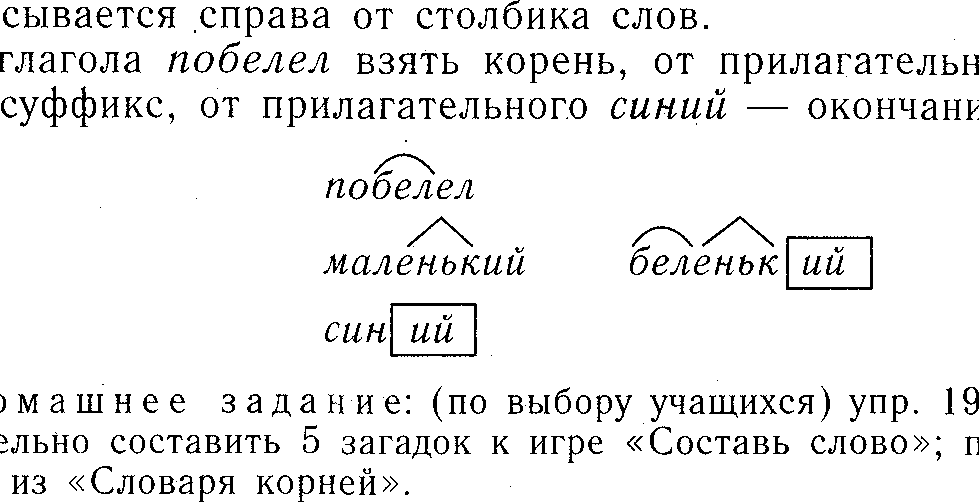 сывается справа от столбика слов.
глагола побелел взять корень, от прилагательн
суффикс, от прилагательного синий — окончани
побелел
маленький беленький
синий
омашнее задание: (по выбору учащихся) упр. 19
ельно составить 5 загадок к игре «Составь слово»; п
из «Словаря корней».